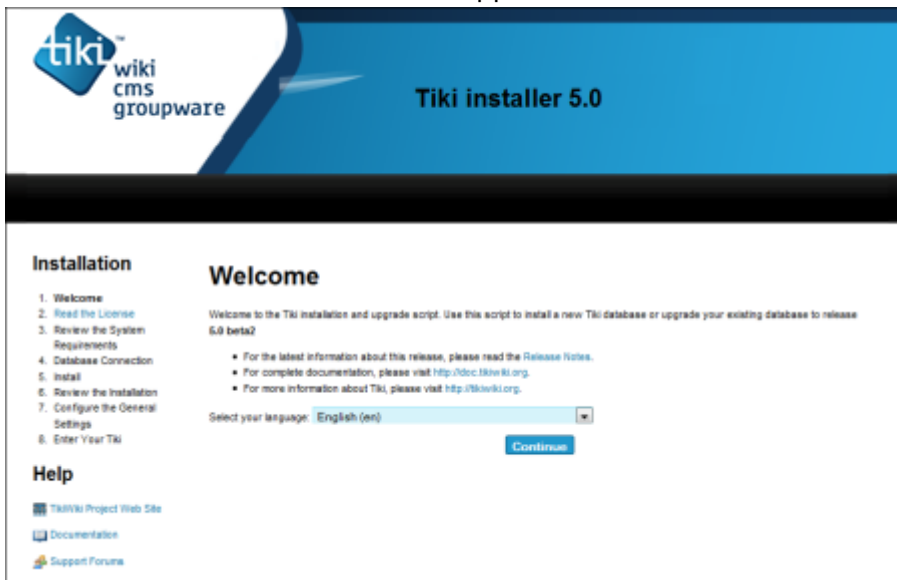 tiki™
wiki
cms
groupware
Tiki installer 5.0
Installation
1. Welcome
2. Read the License
3. Review the System
Requirements
4. Database Connection
5. Install
6. Review the Installation
7. Configure the General
Settings
8. Enter Your Tiki
Help
TikiWiki Project Web Site
Documentation
Support Forums
Welcome
Welcome to the Tiki installation and upgrade script. Use this script to install a new Tiki database or upgrade your existing database to release
5.0 beta2
• For the latest information about this release, please read the Release Notes.
• For complete documentation, please visit http://doc.tikiwiki.org.
• For more information about Tiki, please visit http://tikiwiki.org.
Select your language: English (en)
Continue